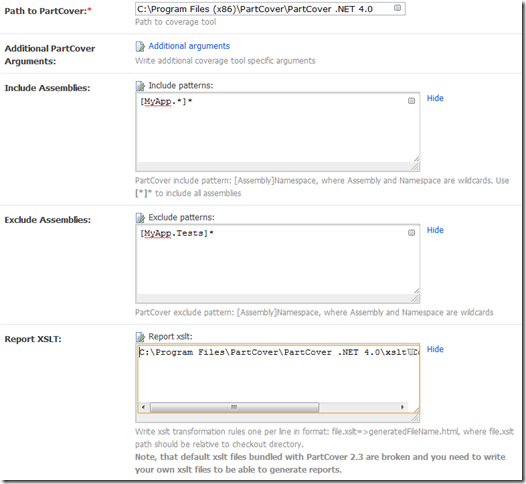 Path to PartCover:*
C:\Program Files (x86)\PartCover\PartCover .NET 4.0
Path to coverage tool
Additional PartCover
Arguments:
Additional arguments
Write additional coverage tool specific arguments
Include Assemblies:
Include patterns:
[MyApp.*]*
Hide
PartCover include pattern: [Assembly]Namespace, where Assembly and Namespace are wildcards. Use
[*]* to include all assemblies
Exclude Assemblies:
Exclude patterns:
[MyApp.Tests]*
Hide
PartCover exclude pattern: [Assembly]Namespace, where Assembly and Namespace are wildcards
Report XSLT:
Report xslt:
C:\Program Files\PartCover\PartCover .NET 4.0\xslt\
Hide
Write xslt transformation rules one per line in format: file.xslt=>generatedFileName.html, where file.xslt
path should be relative to checkout directory.
Note, that default xslt files bundled with PartCover 2.3 are broken and you need to write
your own xslt files to be able to generate reports.